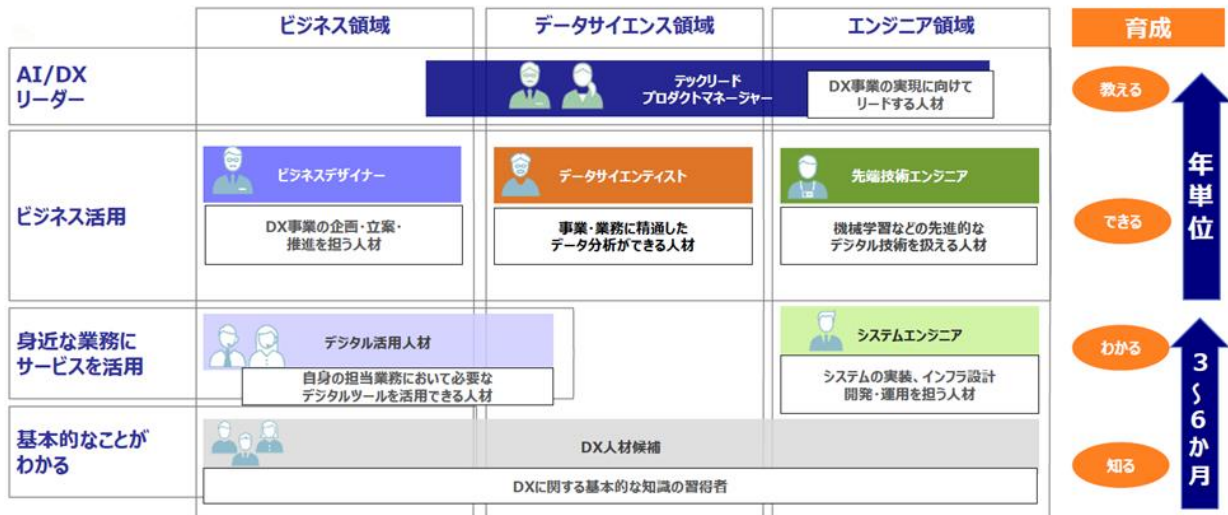 ビジネス領域
データサイエンス領域
エンジニア領域
育成
AI/DX
リーダー
テックリード
プロダクトマネージャー
DX事業の実現に向けて
リードする人材
教える
ビジネス活用
ビジネスデザイナー
DX事業の企画・立案・
推進を担う人材
データサイエンティスト
事業・業務に精通した
データ分析ができる人材
先端技術エンジニア
機械学習などの先進的な
デジタル技術を扱える人材
できる
年単位
身近な業務に
サービスを活用
デジタル活用人材
自身の担当業務において必要な
デジタルツールを活用できる人材
システムエンジニア
システムの実装、インフラ設計
開発・運用を担う人材
わかる
3～6か月
基本的なことが
わかる
DX人材候補
DXに関する基本的な知識の習得者
知る